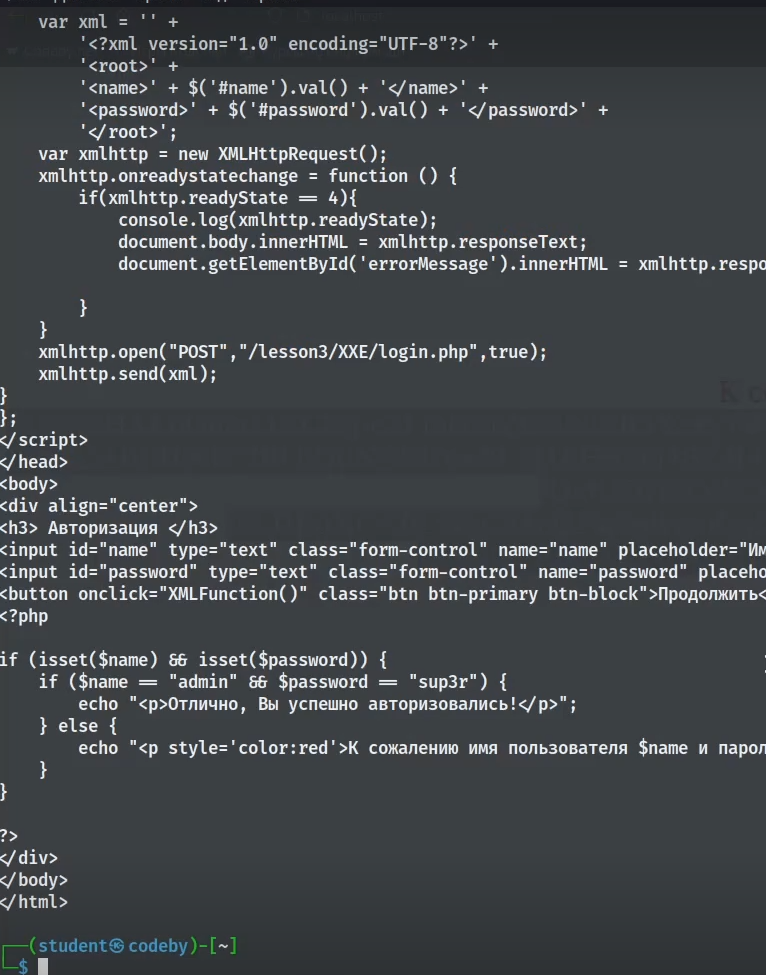 var xml = '' +
'<?xml version="1.0" encoding="UTF-8"?>' +
'<root>' +
'<name>' + $('#name').val() + '</name>' +
'<password>' + $('#password').val() + '</password>' +
'</root>';
var xmlhttp = new XMLHttpRequest();
xmlhttp.onreadystatechange = function () {
if(xmlhttp.readyState == 4){
console.log(xmlhttp.readyState);
document.body.innerHTML = xmlhttp.responseText;
document.getElementById('errorMessage').innerHTML = xmlhttp.respo
}
}
xmlhttp.open("POST","/lesson3/XXE/login.php",true);
xmlhttp.send(xml);
}
};
</script>
</head>
<body>
<div align="center">
<h3> Авторизация </h3>
<input id="name" type="text" class="form-control" name="name" placeholder="Им
<input id="password" type="text" class="form-control" name="password" placeho
<button onclick="XMLFunction()" class="btn btn-primary btn-block">Продолжить<
<?php
if (isset($name) && isset($password)) {
if ($name == "admin" && $password == "sup3r") {
echo "<p>Отлично, Вы успешно авторизовались!</p>";
} else {
echo "<p style='color:red'>К сожалению имя пользователя $name и парол
}
}
?>
</div>
</body>
</html>
┌──(student㉿codeby)-[~]
└─$